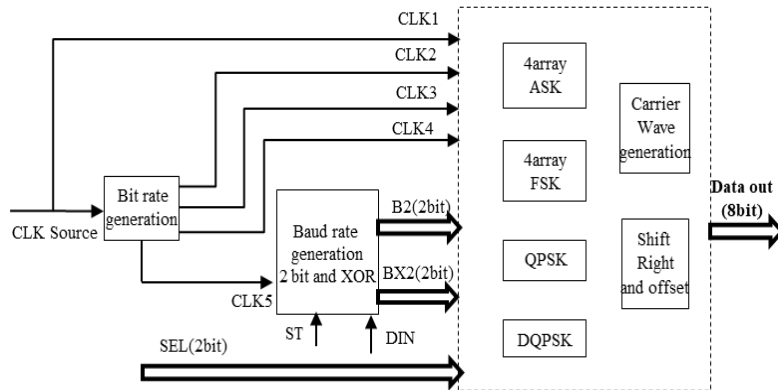 CLK1
CLK2
CLK3
CLK4
4array
ASK
Carrier
Wave
generation
4array
FSK
Bit rate
generation
CLK Source
Baud rate
generation
2 bit and XOR
B2(2bit)
BX2(2bit)
Data out
(8bit)
QPSK
Shift
Right
and offset
CLK5
ST
DIN
SEL(2bit)
DQPSK